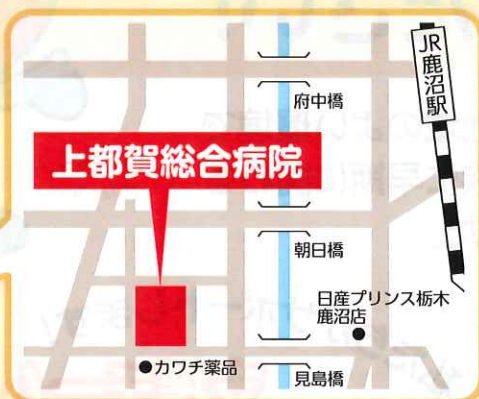 JR鹿沼駅
府中橋
上都賀総合病院
朝日橋
日産プリンス栃木
鹿沼店
●カワチ薬品
見島橋